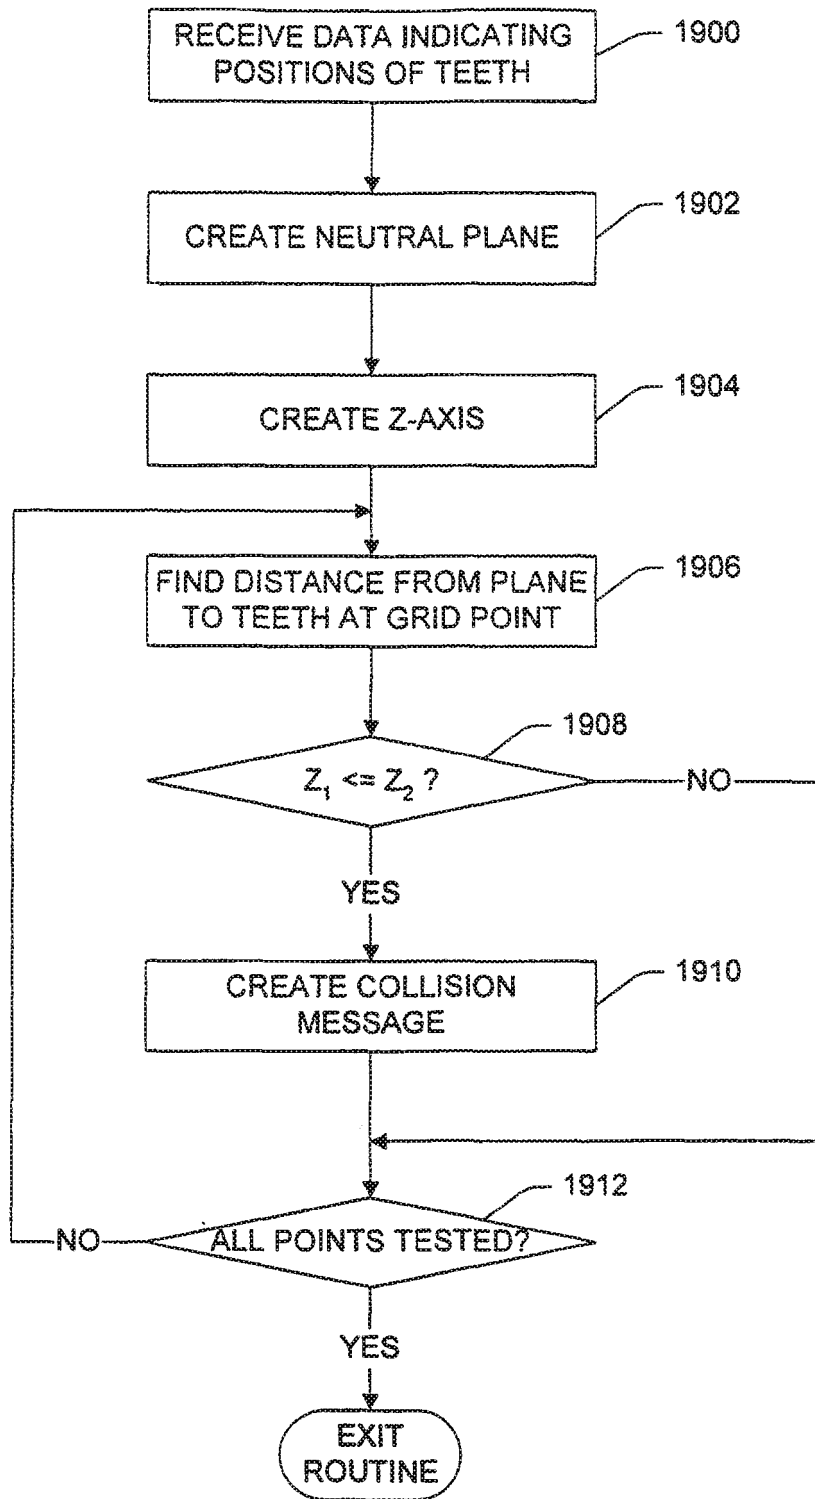 RECEIVE DATA INDICATING
POSITIONS OF TEETH
1900
CREATE NEUTRAL PLANE
1902
CREATE Z-AXIS
1904
FIND DISTANCE FROM PLANE
TO TEETH AT GRID POINT
1906
Z₁ <= Z₂ ?
1908
NO
YES
CREATE COLLISION
MESSAGE
1910
ALL POINTS TESTED?
1912
NO
YES
EXIT
ROUTINE